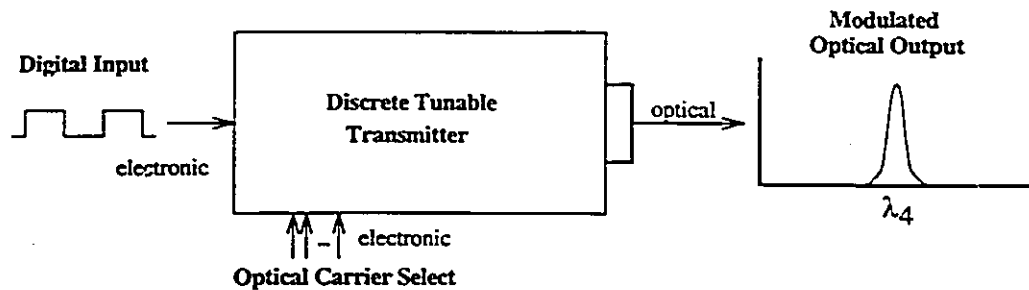 Modulated
Optical Output
Digital Input
Discrete Tunable
Transmitter
optical
electronic
λ4
electronic
Optical Carrier Select